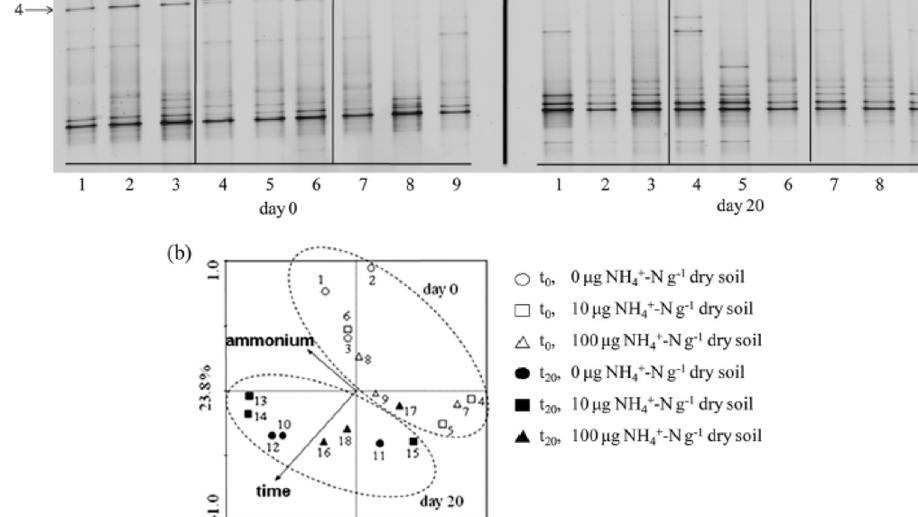 4
1 2 3 4 5 6 7 8 9
day 0
1 2 3 4 5 6 7 8
day 20
(b)
1.0
23.8%
-1.0
1
2
day 0
6
3
8
ammonium
9
17
4
7
5
13
14
10
12
16
18
11
15
time
day 20
t₀, 0 µg NH₄⁺-N g⁻¹ dry soil
t₀, 10 µg NH₄⁺-N g⁻¹ dry soil
t₀, 100 µg NH₄⁺-N g⁻¹ dry soil
t₂₀, 0 µg NH₄⁺-N g⁻¹ dry soil
t₂₀, 10 µg NH₄⁺-N g⁻¹ dry soil
t₂₀, 100 µg NH₄⁺-N g⁻¹ dry soil